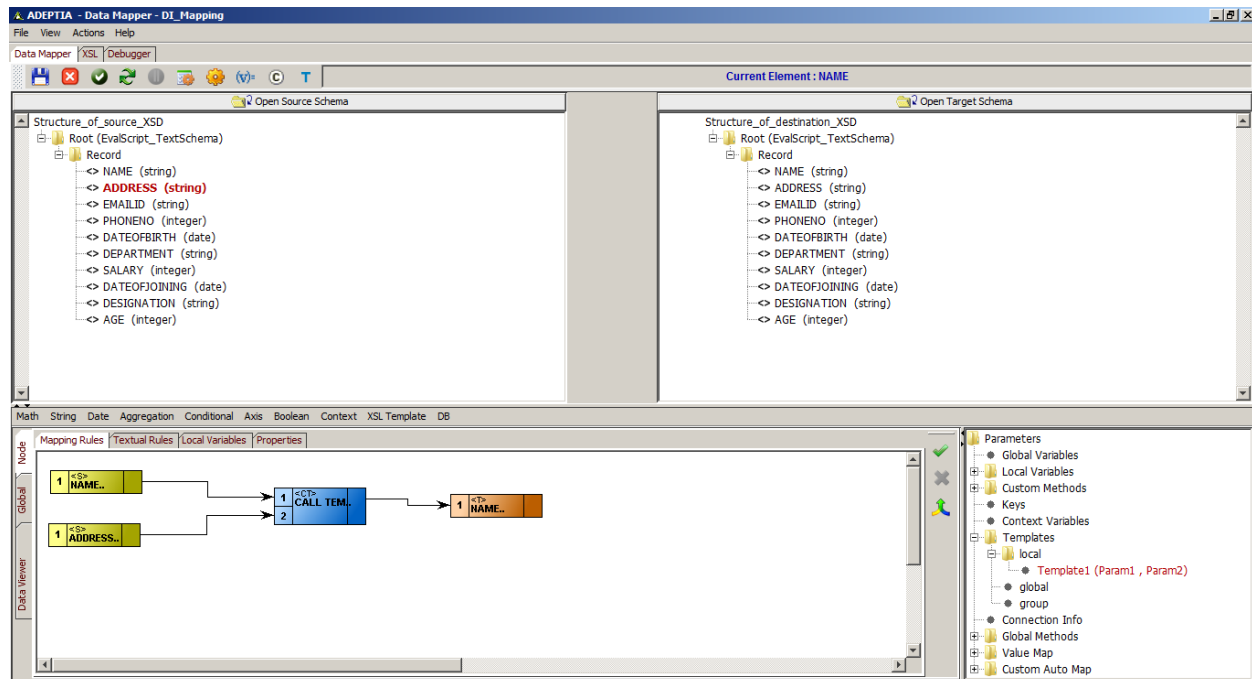 ADEPTIA - Data Mapper - DI_Mapping
File View Actions Help
Data Mapper XSL Debugger
(v)= C T Current Element : NAME
Open Source Schema
Open Target Schema
Structure_of_source_XSD
Root (EvalScript_TextSchema)
Record
<> NAME (string)
<> ADDRESS (string)
<> EMAILID (string)
<> PHONENO (integer)
<> DATEOFBIRTH (date)
<> DEPARTMENT (string)
<> SALARY (integer)
<> DATEOFJOINING (date)
<> DESIGNATION (string)
<> AGE (integer)
Structure_of_destination_XSD
Root (EvalScript_TextSchema)
Record
<> NAME (string)
<> ADDRESS (string)
<> EMAILID (string)
<> PHONENO (integer)
<> DATEOFBIRTH (date)
<> DEPARTMENT (string)
<> SALARY (integer)
<> DATEOFJOINING (date)
<> DESIGNATION (string)
<> AGE (integer)
Math String Date Aggregation Conditional Axis Boolean Context XSL Template DB
Node
Global
Data Viewer
Mapping Rules Textual Rules Local Variables Properties
1 <S> NAME..
1 <S> ADDRESS..
1 <CT> CALL TEM..
2
1 <T> NAME..
Parameters
Global Variables
Local Variables
Custom Methods
Keys
Context Variables
Templates
local
Template1 (Param1 , Param2)
global
group
Connection Info
Global Methods
Value Map
Custom Auto Map